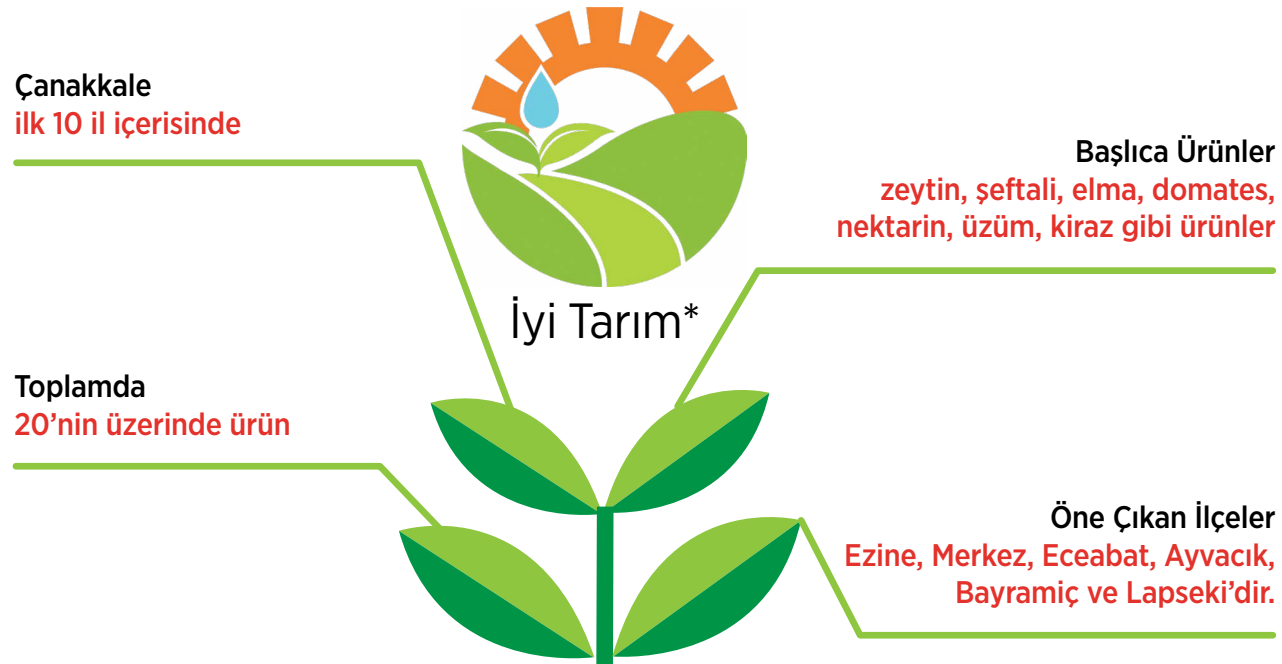 Çanakkale
ilk 10 il içerisinde
İyi Tarım*
Başlıca Ürünler
zeytin, şeftali, elma, domates,
nektarin, üzüm, kiraz gibi ürünler
Toplamda
20’nin üzerinde ürün
Öne Çıkan İlçeler
Ezine, Merkez, Eceabat, Ayvacık,
Bayramiç ve Lapseki’dir.